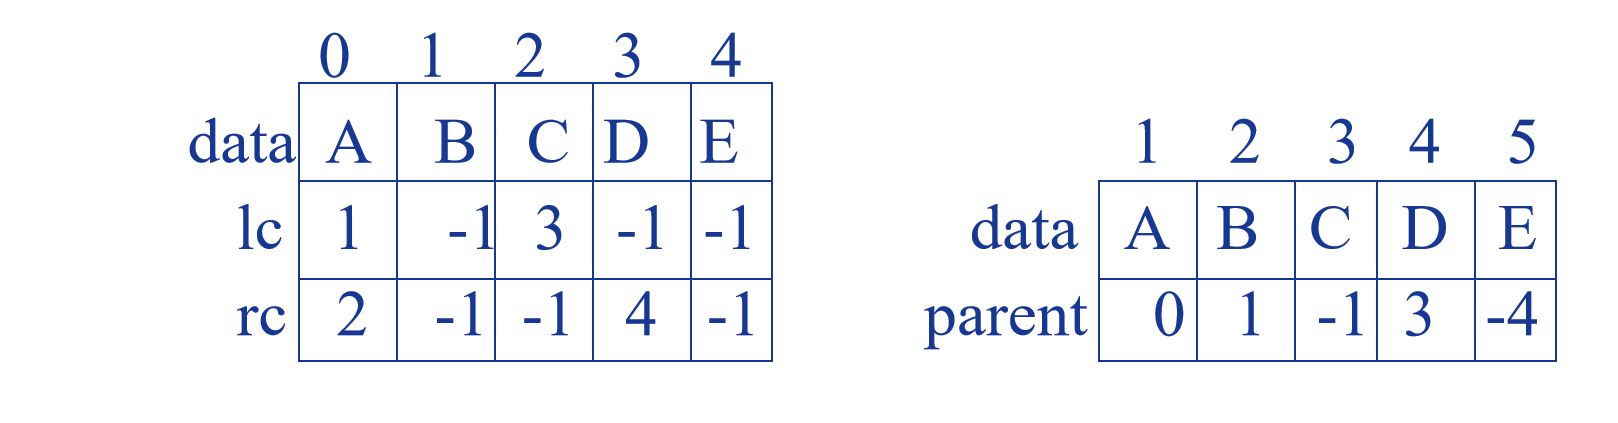 0 1 2 3 4
data A B C D E
lc 1 -1 3 -1 -1
rc 2 -1 -1 4 -1
1 2 3 4 5
data A B C D E
parent 0 1 -1 3 -4